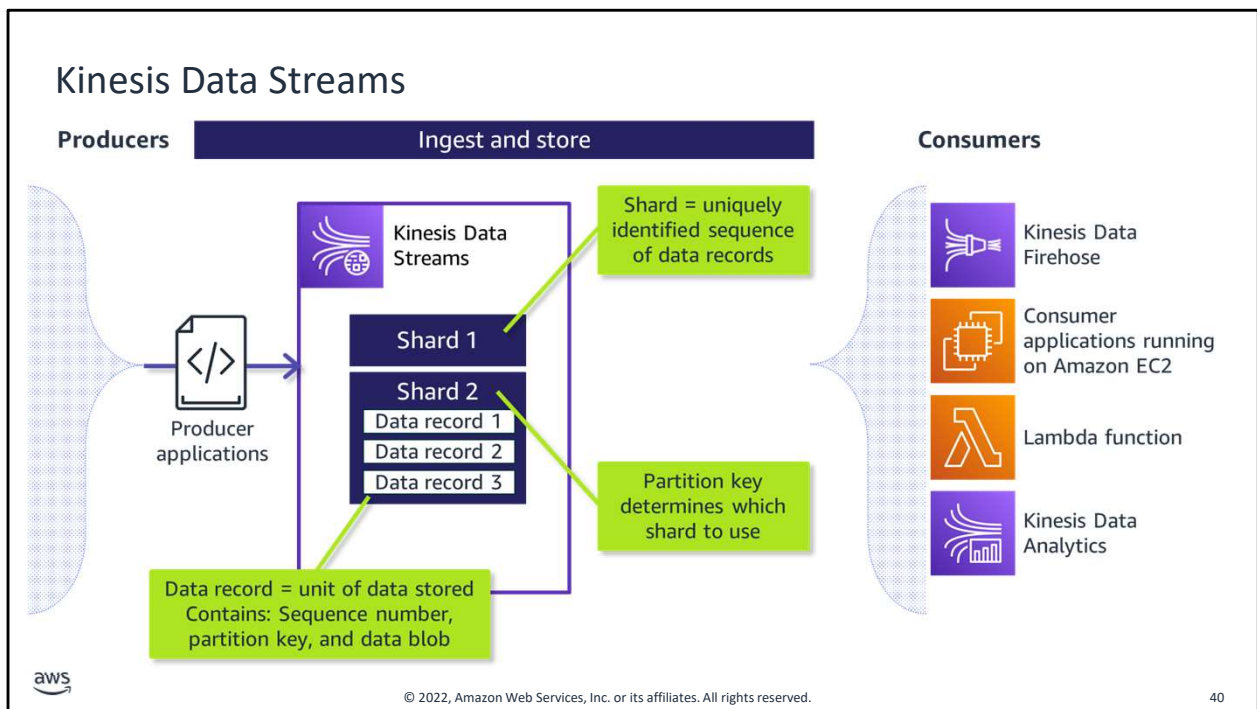 Kinesis Data Streams
Producers
Ingest and store
Consumers
Producer
applications
Kinesis Data
Streams
Shard 1
Shard 2
Data record 1
Data record 2
Data record 3
Shard = uniquely
identified sequence
of data records
Partition key
determines which
shard to use
Data record = unit of data stored
Contains: Sequence number,
partition key, and data blob
Kinesis Data
Firehose
Consumer
applications running
on Amazon EC2
Lambda function
Kinesis Data
Analytics
aws
© 2022, Amazon Web Services, Inc. or its affiliates. All rights reserved.
40